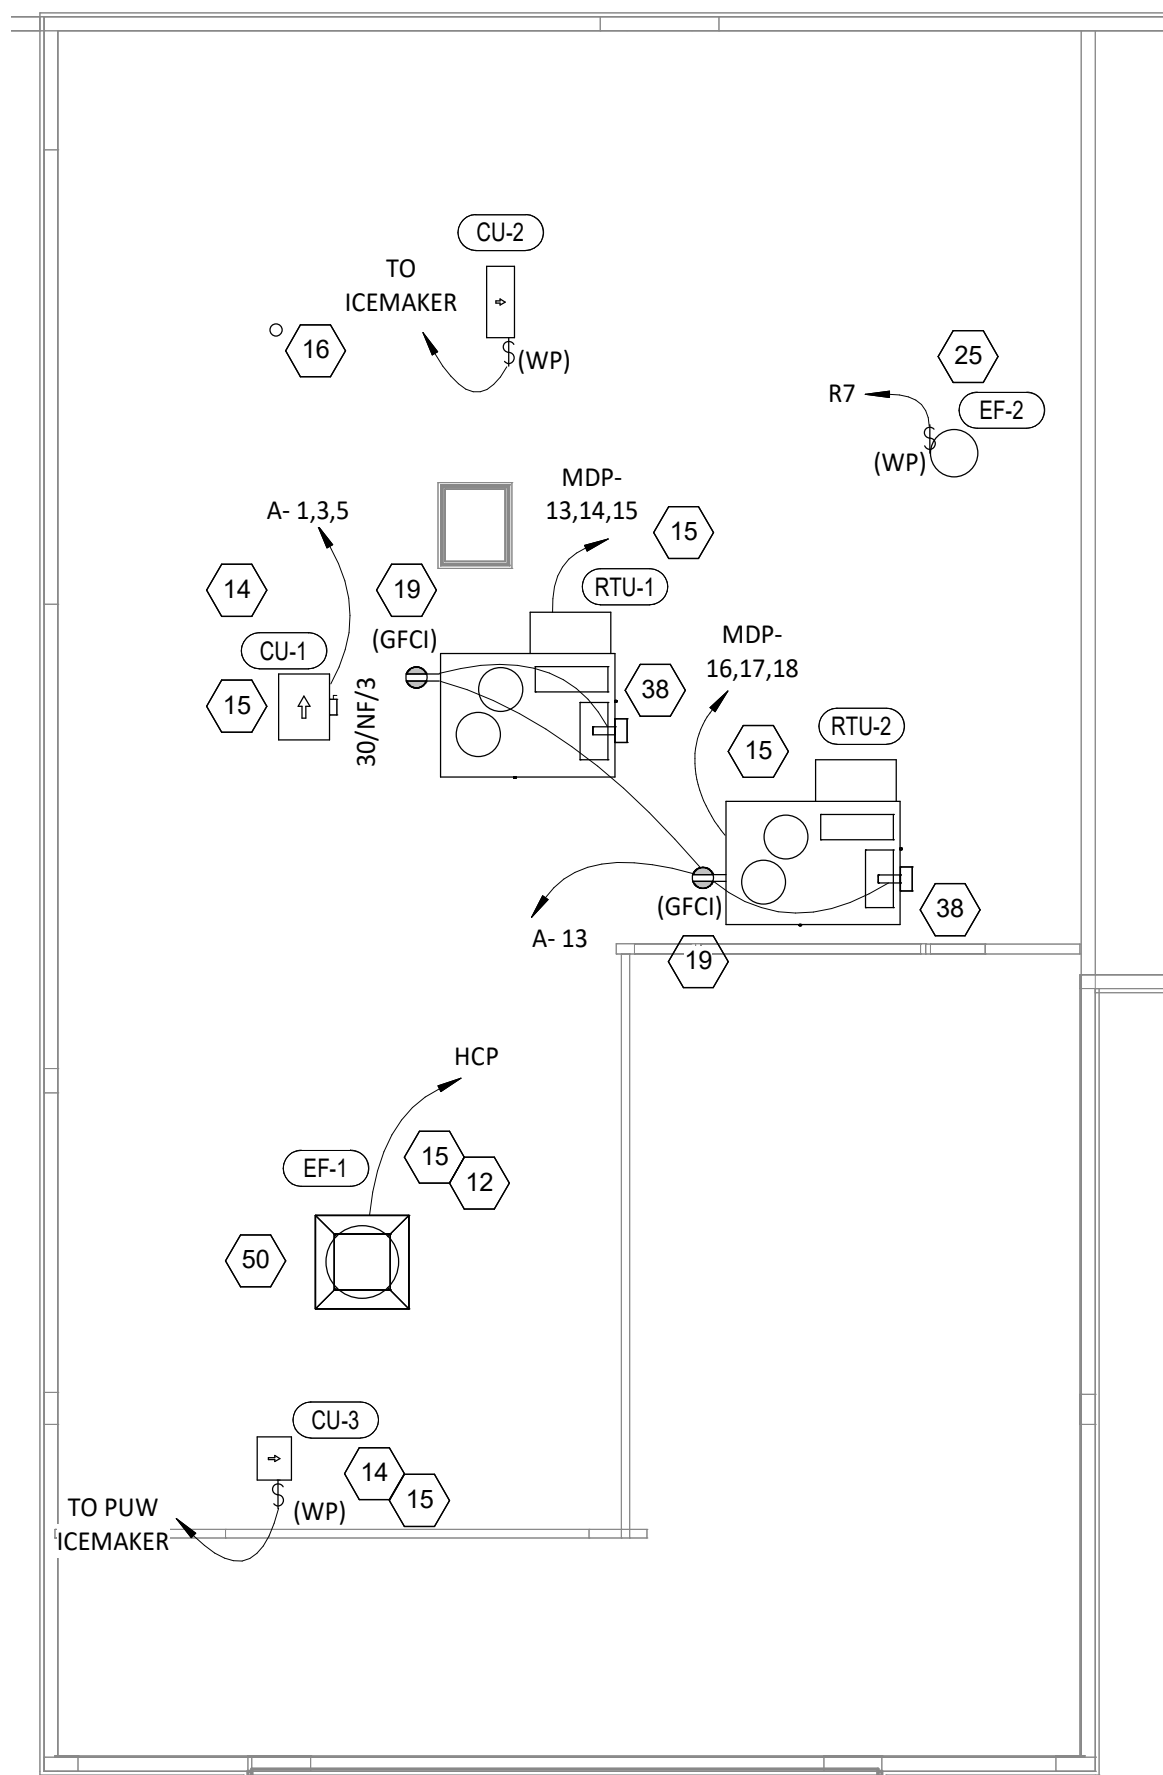 CU-2
TO
ICEMAKER
16
(WP)
25
R7
EF-2
(WP)
MDP-
13,14,15
A- 1,3,5
15
14
19
RTU-1
(GFCI)
CU-1
MDP-
16,17,18
15
30/NF/3
38
RTU-2
15
(GFCI)
38
A- 13
19
HCP
15
EF-1
12
50
CU-3
14
15
TO PUW
ICEMAKER
(WP)